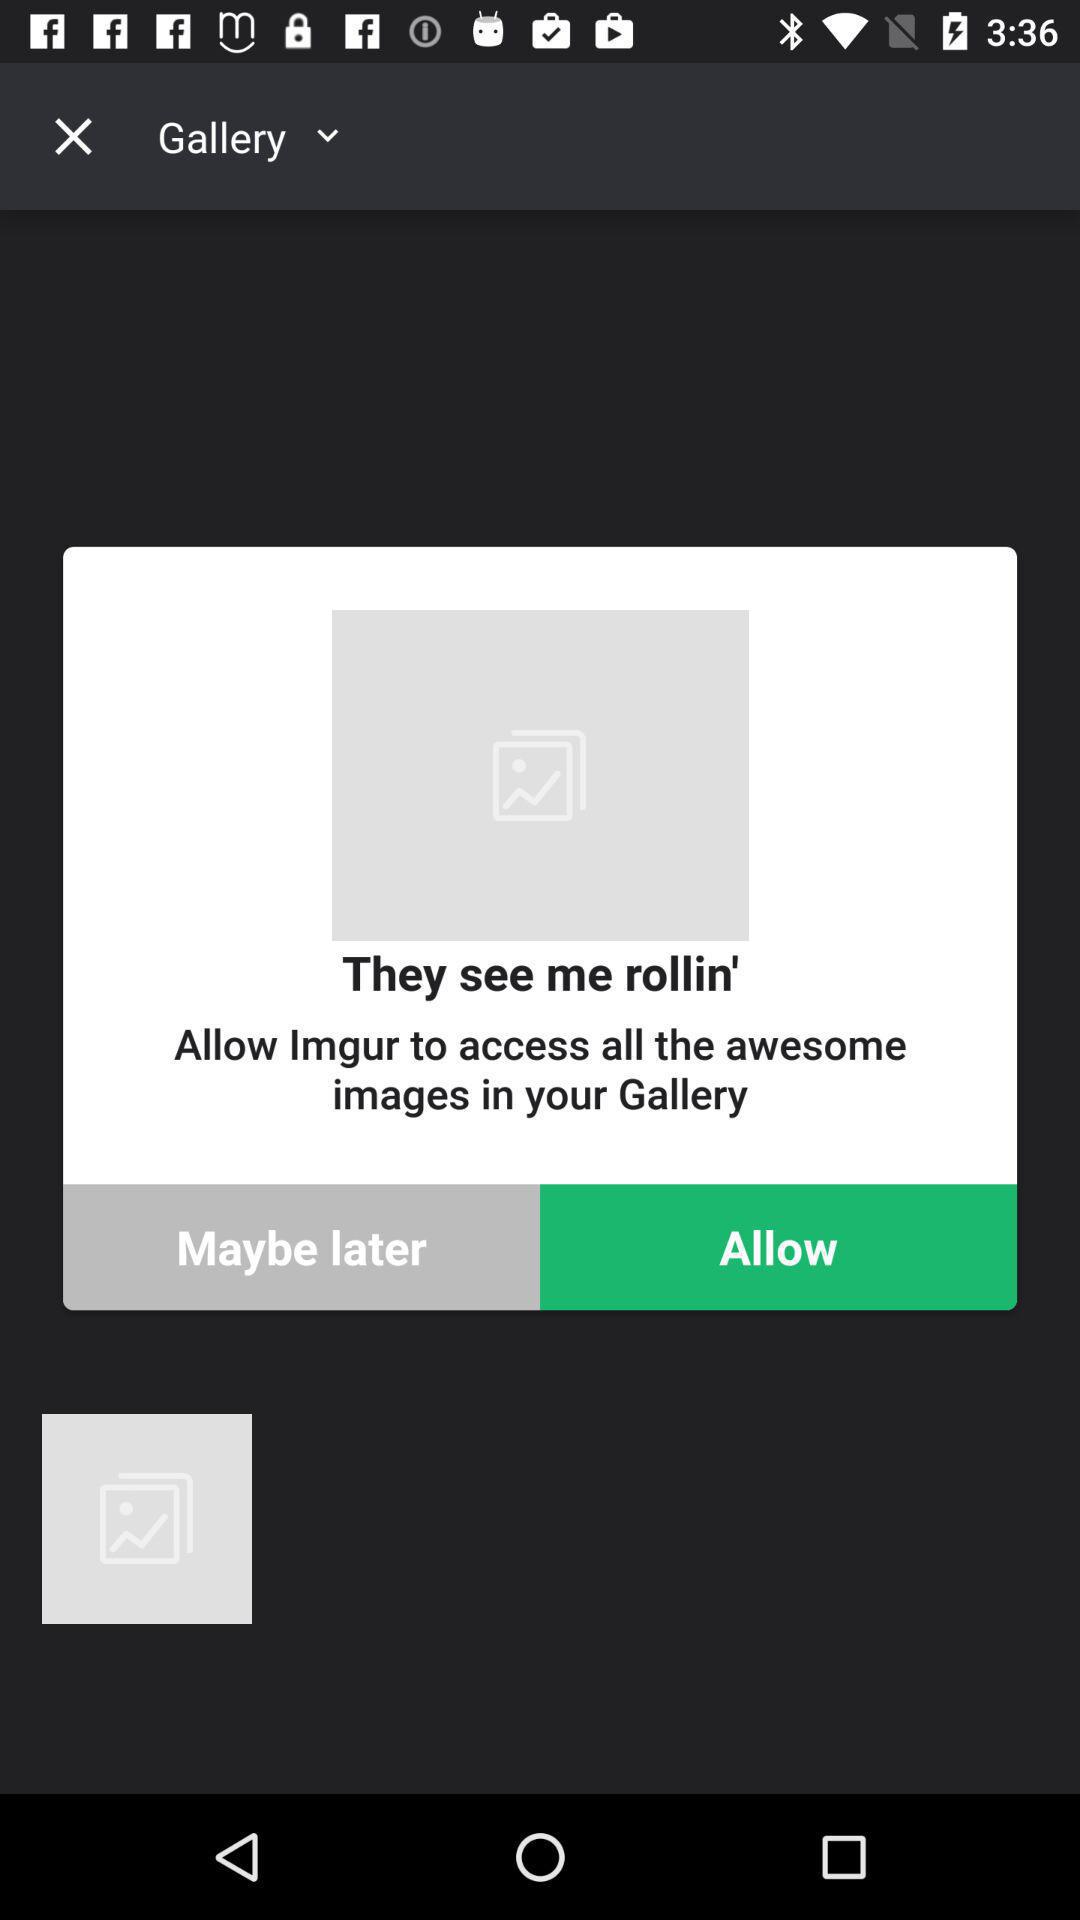 3:36
Gallery
They see me rollin'
Allow Imgur to access all the awesome
images in your Gallery
Maybe later
Allow